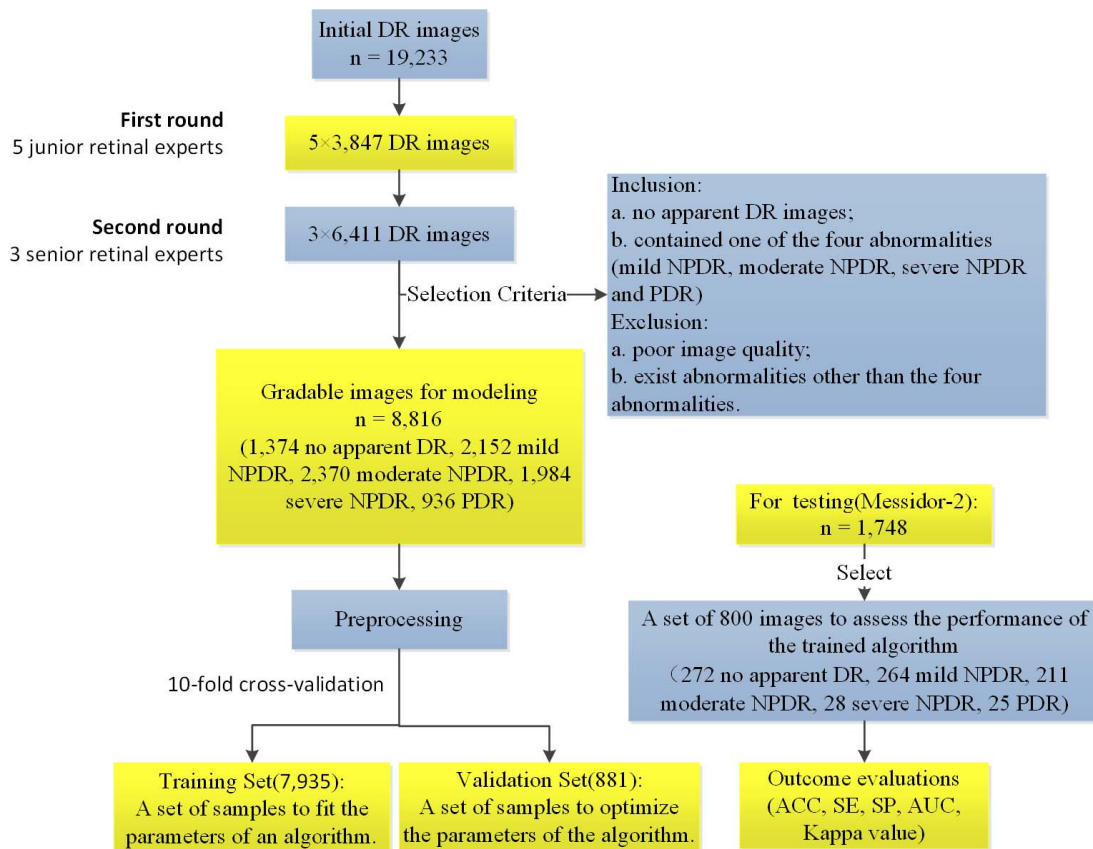 Initial DR images
n = 19,233
First round
5 junior retinal experts
5×3,847 DR images
Second round
3 senior retinal experts
3×6,411 DR images
Selection Criteria
Inclusion:
a. no apparent DR images;
b. contained one of the four abnormalities
(mild NPDR, moderate NPDR, severe NPDR
and PDR)
Exclusion:
a. poor image quality;
b. exist abnormalities other than the four
abnormalities.
Gradable images for modeling
n = 8,816
(1,374 no apparent DR, 2,152 mild
NPDR, 2,370 moderate NPDR, 1,984
severe NPDR, 936 PDR)
Preprocessing
10-fold cross-validation
Training Set(7,935):
A set of samples to fit the
parameters of an algorithm.
Validation Set(881):
A set of samples to optimize
the parameters of the algorithm.
For testing(Messidor-2):
n = 1,748
Select
A set of 800 images to assess the performance of
the trained algorithm
（272 no apparent DR, 264 mild NPDR, 211
moderate NPDR, 28 severe NPDR, 25 PDR)
Outcome evaluations
(ACC, SE, SP, AUC,
Kappa value)